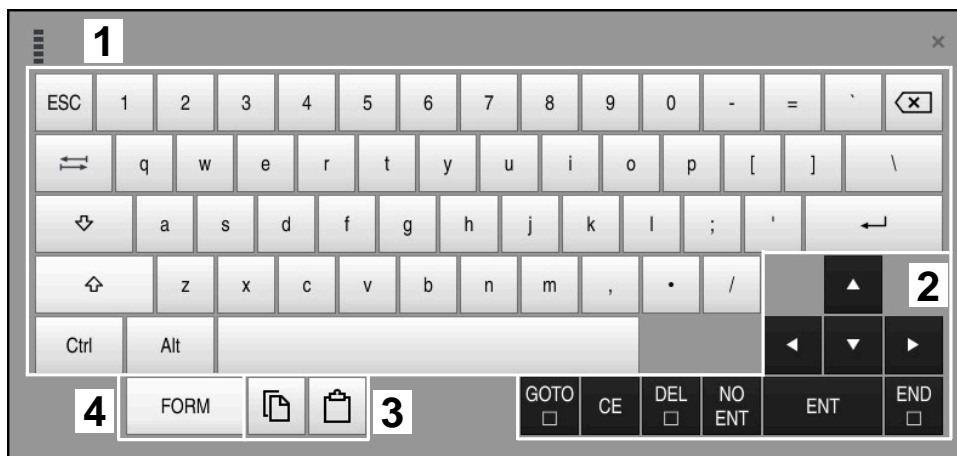 1
×
ESC 1 2 3 4 5 6 7 8 9 0 - = `
q w e r t y u i o p [ ] \
a s d f g h j k l ; '
z x c v b n m , • / 2
Ctrl Alt
4 FORM 3 GOTO CE DEL NO ENT ENT END